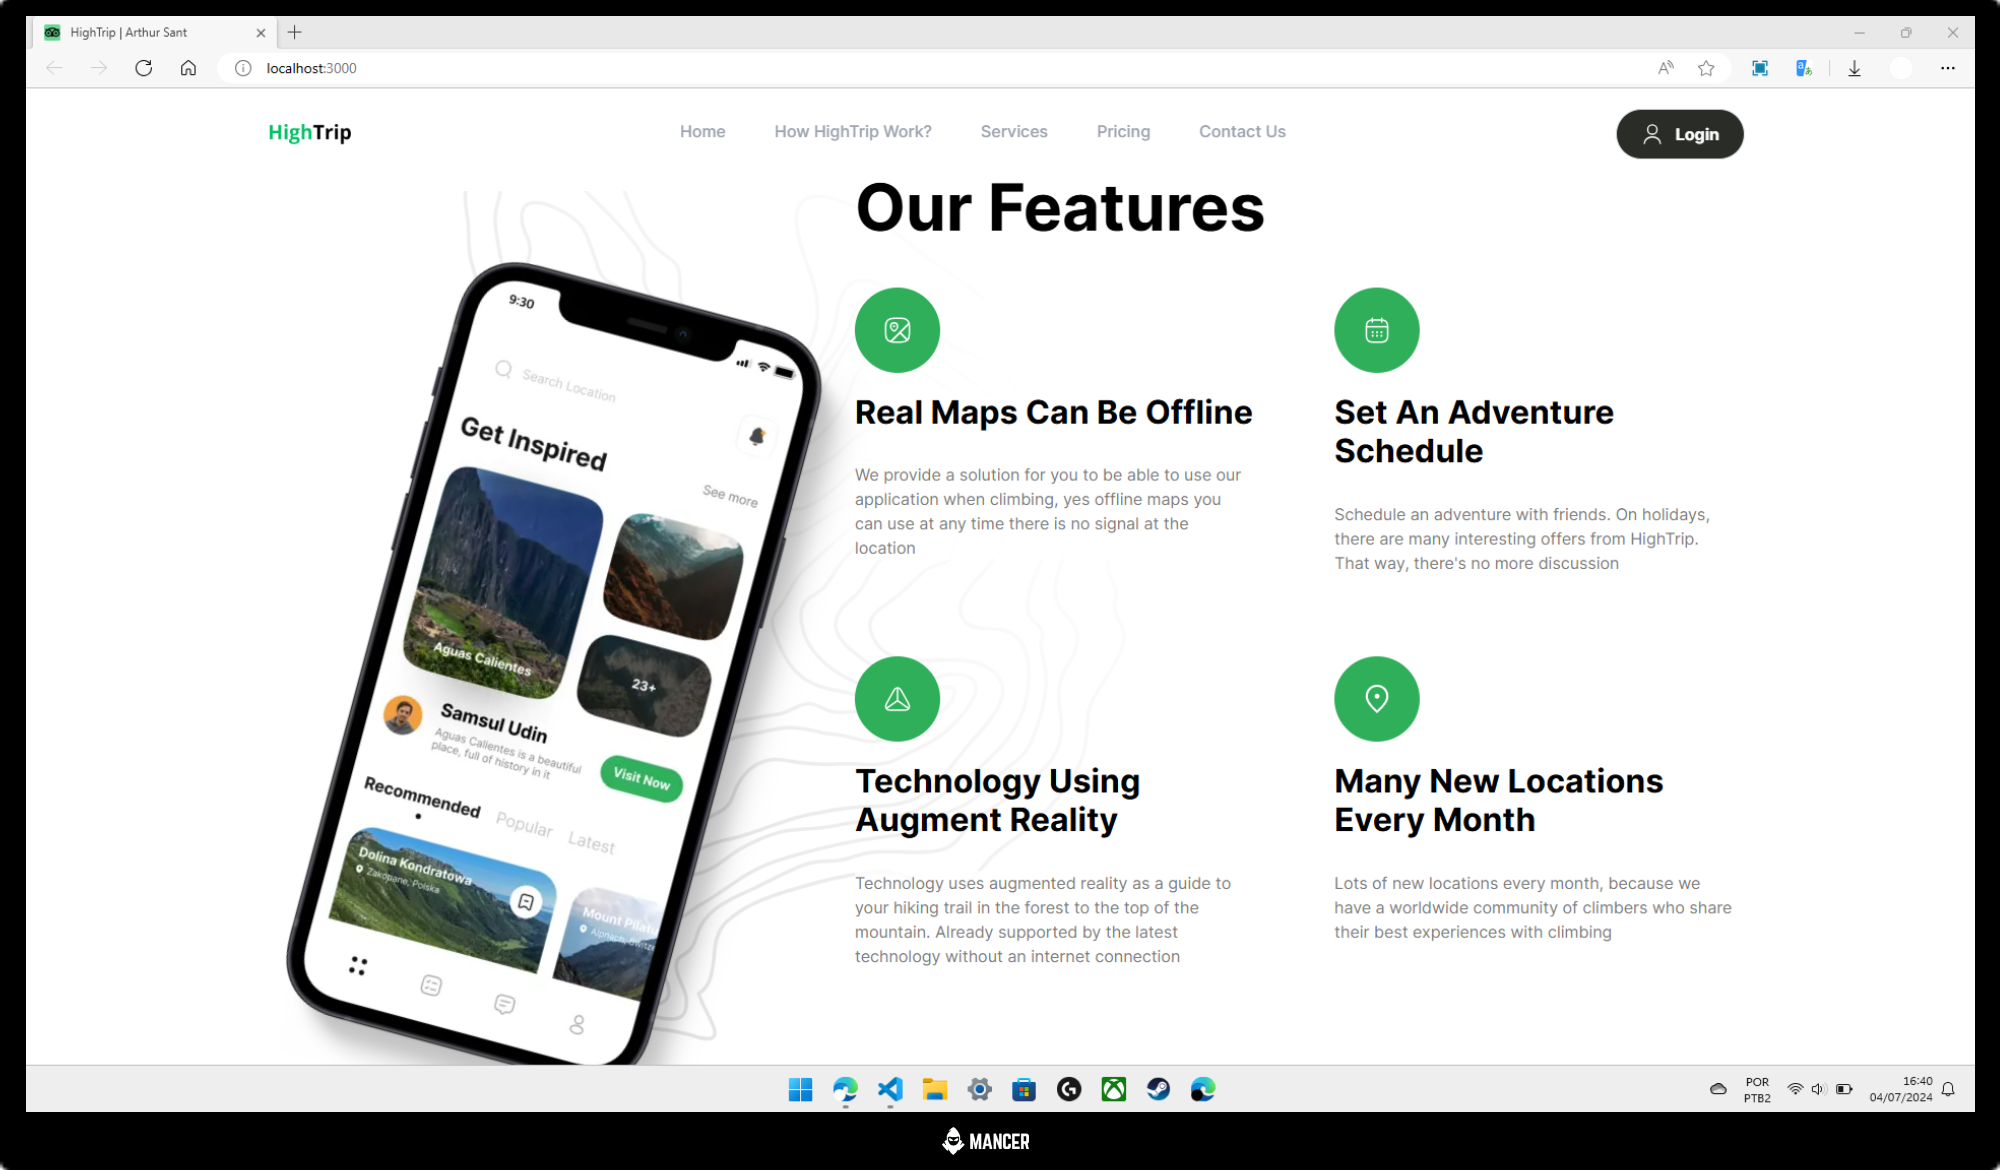 HighTrip | Arthur Sant
localhost:3000
HighTrip
Home
How HighTrip Work?
Services
Pricing
Contact Us
Login
Our Features
9:30
Search Location
Get Inspired
See more
Aguas Calientes
23+
Samsul Udin
Aguas Calientes is a beautiful
place, full of history in it
Visit Now
Recommended
Popular
Latest
Dolina Kondratowa
Zakopane, Polska
Mount
Alpnach,
Real Maps Can Be Offline
We provide a solution for you to be able to use our
application when climbing, yes offline maps you
can use at any time there is no signal at the
location
Set An Adventure
Schedule
Schedule an adventure with friends. On holidays,
there are many interesting offers from HighTrip.
That way, there's no more discussion
Technology Using
Augment Reality
Technology uses augmented reality as a guide to
your hiking trail in the forest to the top of the
mountain. Already supported by the latest
technology without an internet connection
Many New Locations
Every Month
Lots of new locations every month, because we
have a worldwide community of climbers who share
their best experiences with climbing
POR
PTB2
16:40
04/07/2024
MANCER